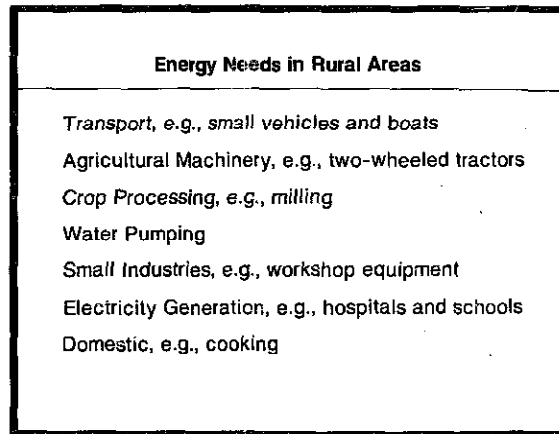 Energy Needs in Rural Areas
Transport, e.g., small vehicles and boats
Agricultural Machinery, e.g., two-wheeled tractors
Crop Processing, e.g., milling
Water Pumping
Small Industries, e.g., workshop equipment
Electricity Generation, e.g., hospitals and schools
Domestic, e.g., cooking